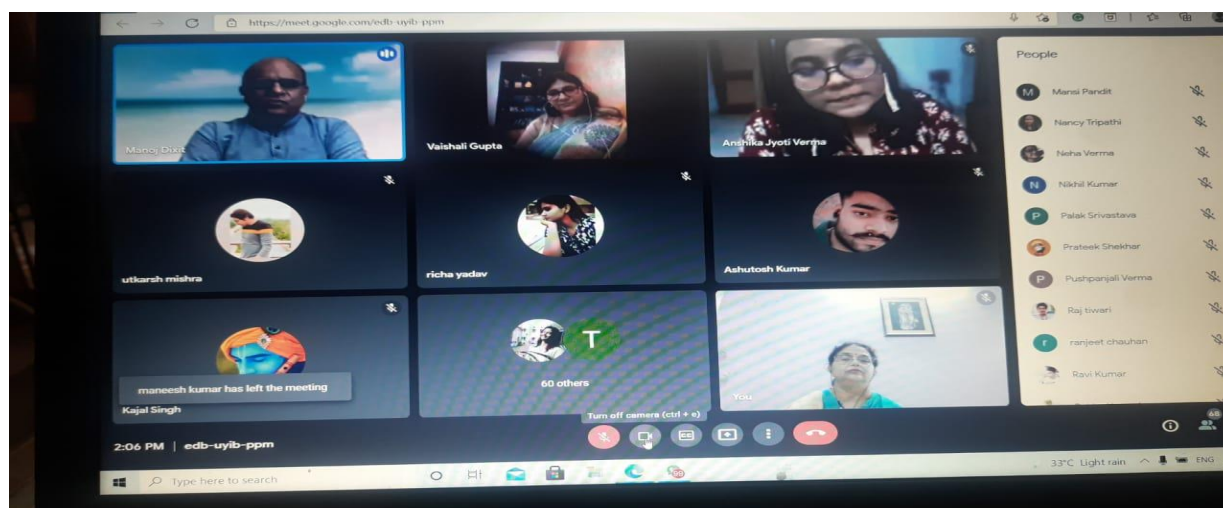 https://meet.google.com/edb-uyib-ppm
People
Manoj Dixit
Vaishali Gupta
Anshika Jyoti Verma
M Mansi Pandit
Nancy Tripathi
Neha Verma
N Nikhil Kumar
P Palak Srivastava
Prateek Shekhar
P Pushpanjali Verma
Raj tiwari
r ranjeet chauhan
Ravi Kumar
utkarsh mishra
richa yadav
Ashutosh Kumar
maneesh kumar has left the meeting
Kajal Singh
T
60 others
You
Turn off camera (ctrl + e)
2:06 PM | edb-uyib-ppm
68
Type here to search
33°C Light rain
ENG